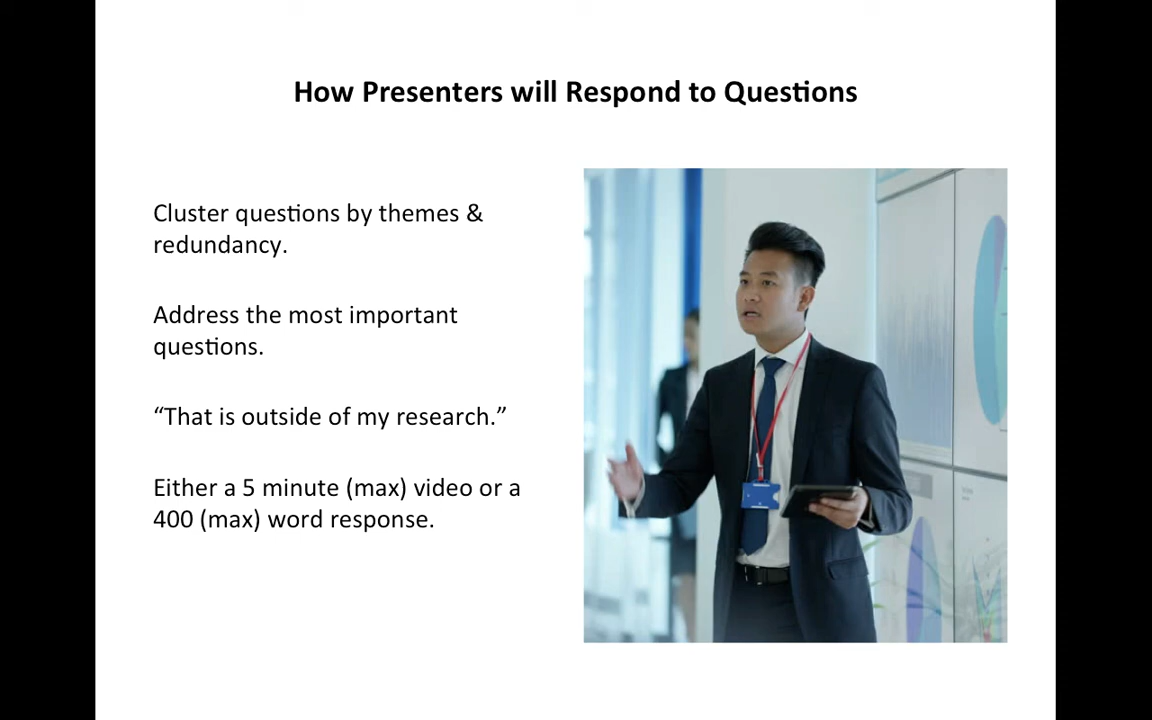 How Presenters will Respond to Questions
Cluster questions by themes &
redundancy.
Address the most important
questions.
“That is outside of my research.”
Either a 5 minute (max) video or a
400 (max) word response.